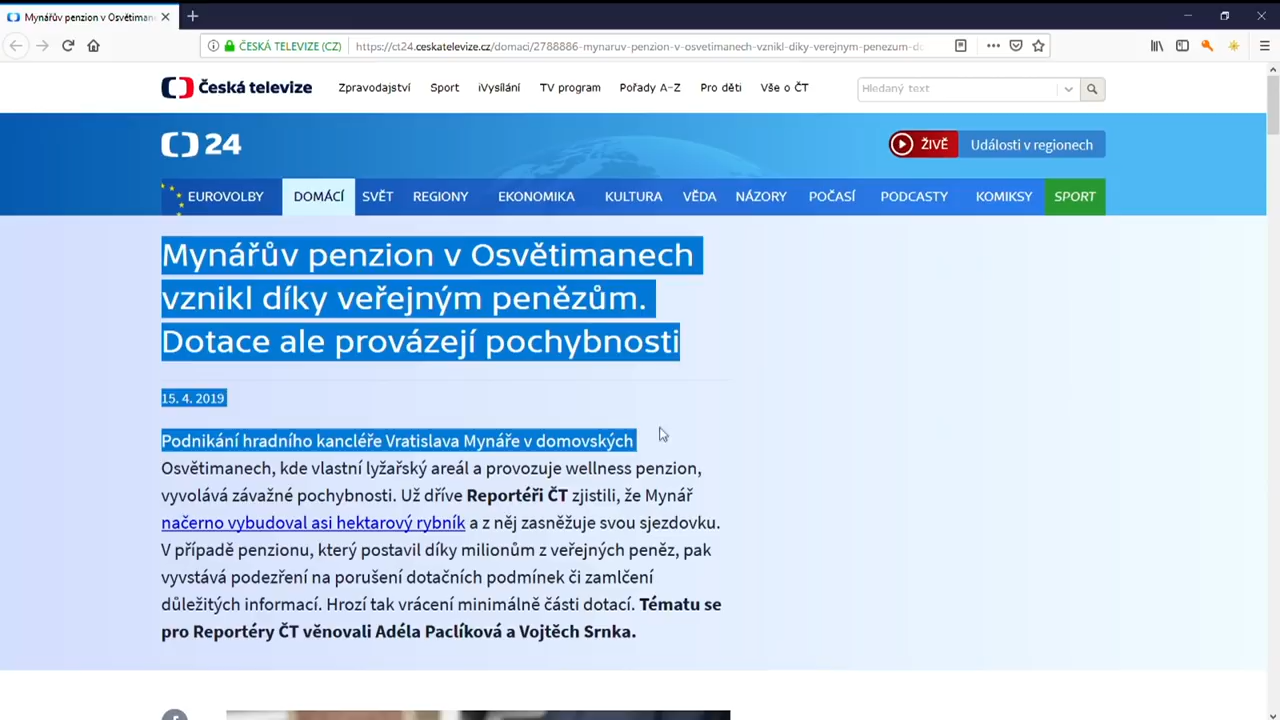 Mynářův penzion v Osvětiman
ČESKÁ TELEVIZE (CZ)
https://ct24.ceskatelevize.cz/domaci/2788886-mynaruv-penzion-v-osvetimanech-vznikl-diky-verejnym-penezum-dc
Česká televize
Zpravodajství Sport iVysílání TV program Pořady A–Z Pro děti Vše o ČT
Hledaný text
24
ŽIVĚ Události v regionech
EUROVOLBY DOMÁCÍ SVĚT REGIONY EKONOMIKA KULTURA VĚDA NÁZORY POČASÍ PODCASTY KOMIKSY SPORT
Mynářův penzion v Osvětimanech
vznikl díky veřejným penězům.
Dotace ale provázejí pochybnosti
15. 4. 2019
Podnikání hradního kancléře Vratislava Mynáře v domovských
Osvětimanech, kde vlastní lyžařský areál a provozuje wellness penzion,
vyvolává závažné pochybnosti. Už dříve Reportéři ČT zjistili, že Mynář
načerno vybudoval asi hektarový rybník a z něj zasněžuje svou sjezdovku.
V případě penzionu, který postavil díky milionům z veřejných peněz, pak
vyvstává podezření na porušení dotačních podmínek či zamlčení
důležitých informací. Hrozí tak vrácení minimálně části dotací. Tématu se
pro Reportéry ČT věnovali Adéla Paclíková a Vojtěch Srnka.